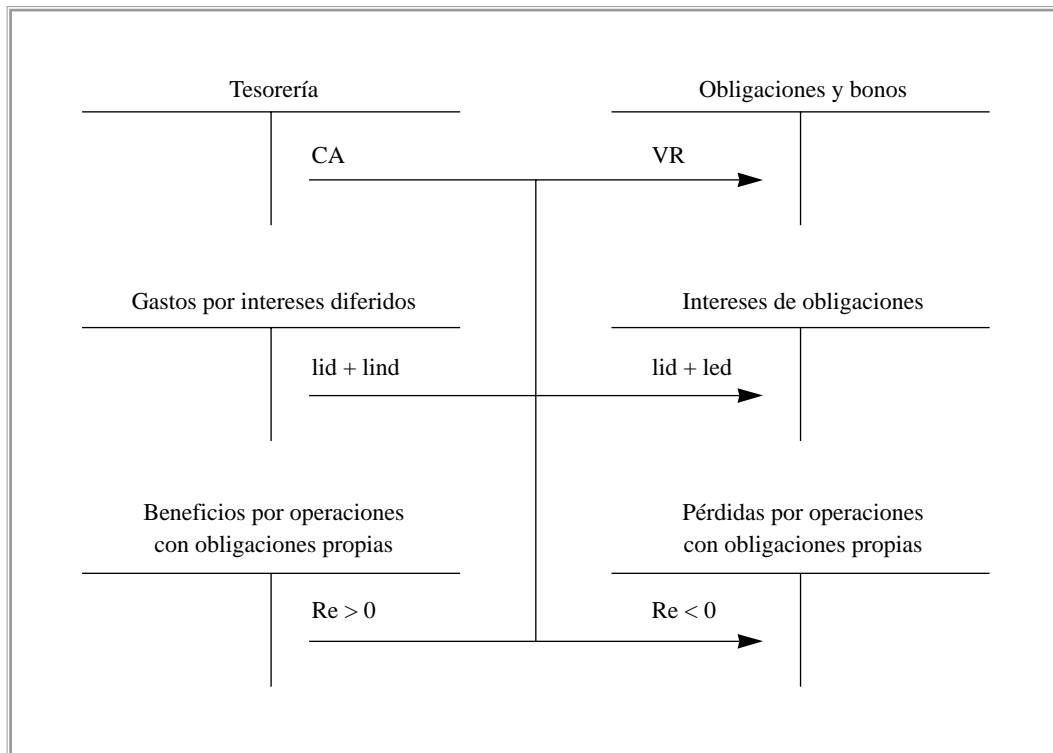 Tesorería
Obligaciones y bonos
CA
VR
Gastos por intereses diferidos
Intereses de obligaciones
lid + lind
lid + led
Beneficios por operaciones
con obligaciones propias
Pérdidas por operaciones
con obligaciones propias
Re > 0
Re < 0